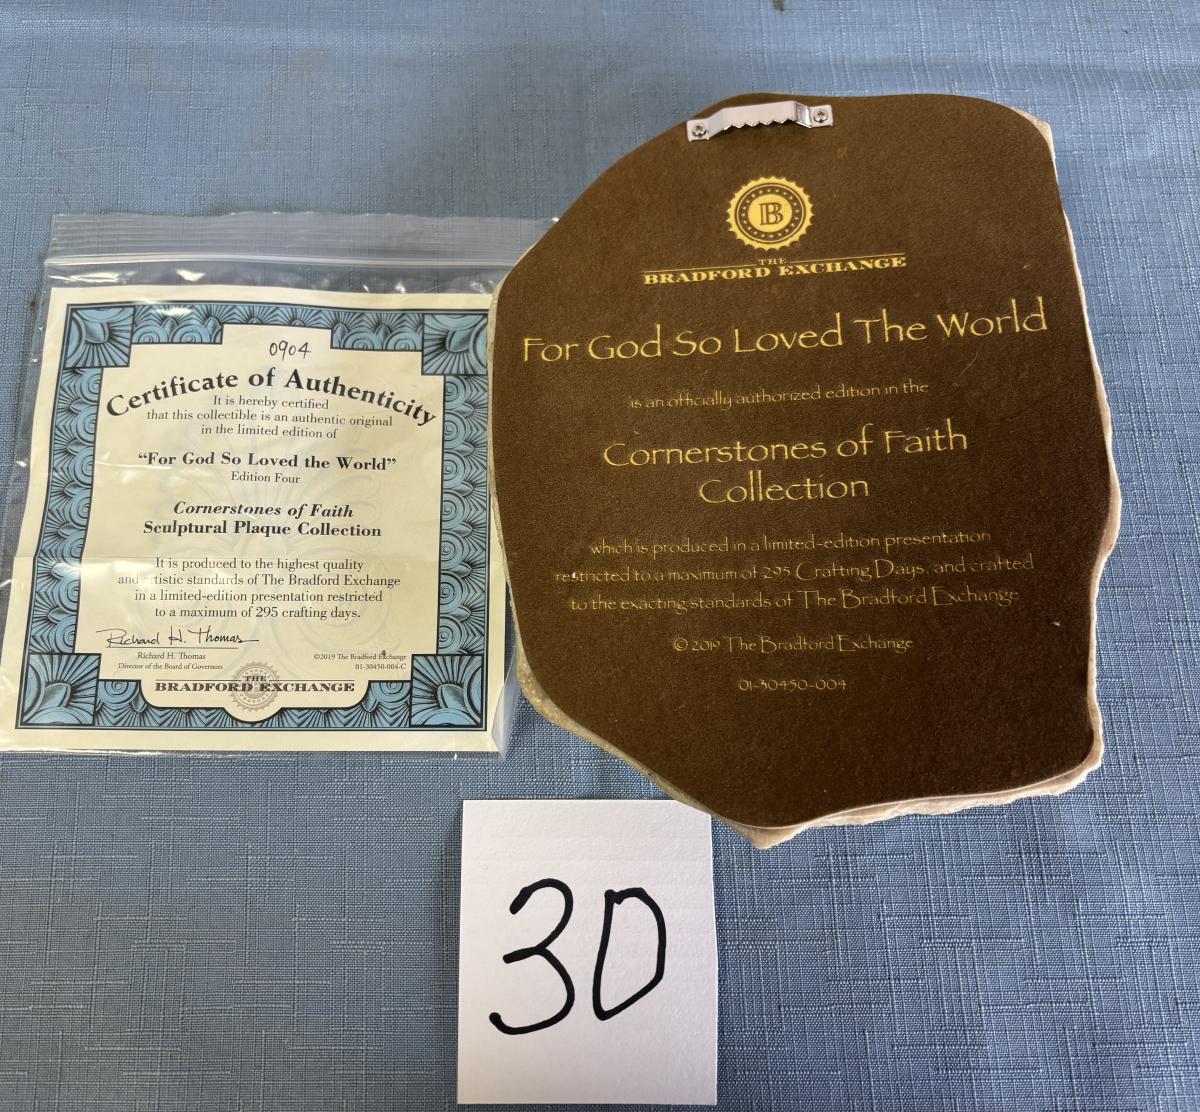 0904
Certificate of Authenticity
It is hereby certified
that this collectible is an authentic original
in the limited edition of
"For God So Loved the World"
Edition Four
Cornerstones of Faith
Sculptural Plaque Collection
It is produced to the highest quality
and artistic standards of The Bradford Exchange
in a limited-edition presentation restricted
to a maximum of 295 crafting days.
Richard H. Thomas
Richard H. Thomas
Director of the Board of Governors
©2019 The Bradford Exchange
01-30450-004-C
THE
BRADFORD EXCHANGE
B
THE
BRADFORD EXCHANGE
For God So Loved The World
is an officially authorized edition in the
Cornerstones of Faith
Collection
which is produced in a limited-edition presentation
restricted to a maximum of 295 Crafting Days, and crafted
to the exacting standards of The Bradford Exchange
© 2019 The Bradford Exchange
01-30450-004
30